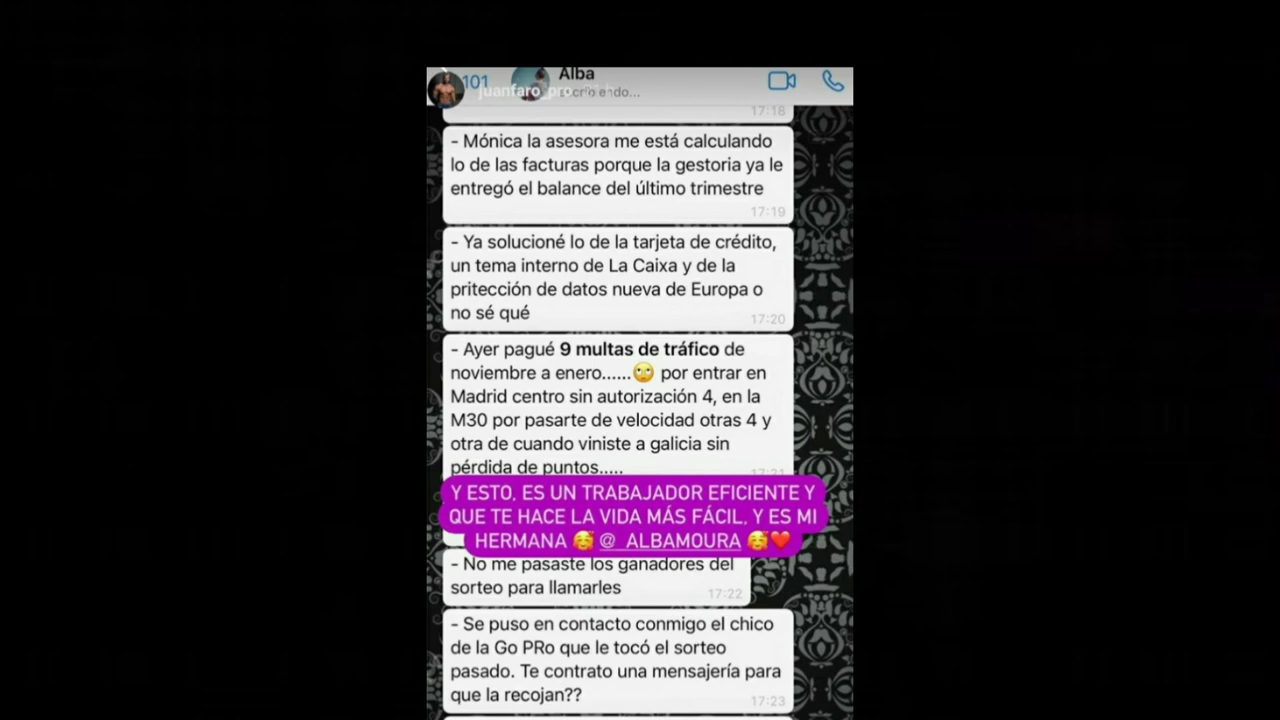 101
Alba
juanfaro_pro
17:18
- Mónica la asesora me está calculando
lo de las facturas porque la gestoria ya le
entregó el balance del último trimestre
17:19
- Ya solucioné lo de la tarjeta de crédito,
un tema interno de La Caixa y de la
pritección de datos nueva de Europa o
no sé qué
17:20
- Ayer pagué 9 multas de tráfico de
noviembre a enero......🙄 por entrar en
Madrid centro sin autorización 4, en la
M30 por pasarte de velocidad otras 4 y
otra de cuando viniste a galicia sin
pérdida de puntos.....
Y ESTO, ES UN TRABAJADOR EFICIENTE Y
QUE TE HACE LA VIDA MÁS FÁCIL, Y ES MI
HERMANA 🥰 @_ALBAMOURA 🥰❤️
- No me pasaste los ganadores del
sorteo para llamarles
17:22
- Se puso en contacto conmigo el chico
de la Go PRo que le tocó el sorteo
pasado. Te contrato una mensajería para
que la recojan??
17:23